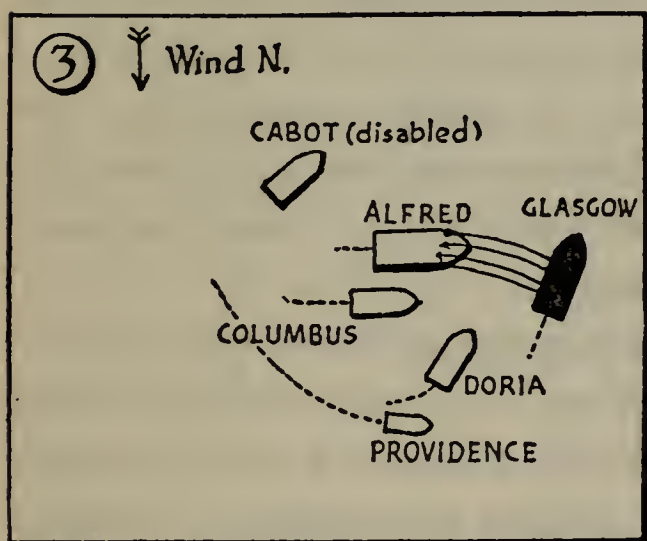 3 Wind N.
CABOT (disabled)
ALFRED GLASGOW
COLUMBUS
DORIA
PROVIDENCE